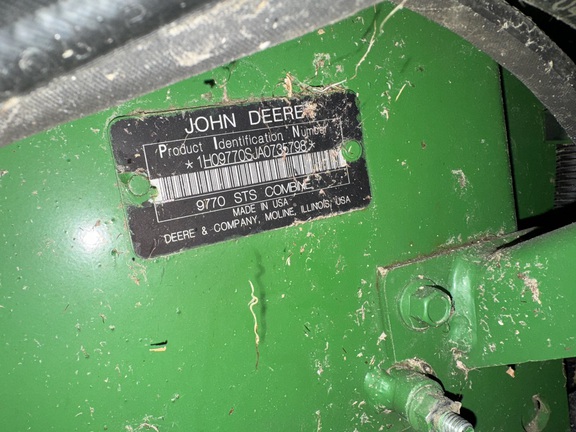 JOHN DEERE
Product Identification Number
*1H09770SJA0735798*
9770 STS COMBINE
MADE IN USA
DEERE & COMPANY, MOLINE, ILLINOIS, USA